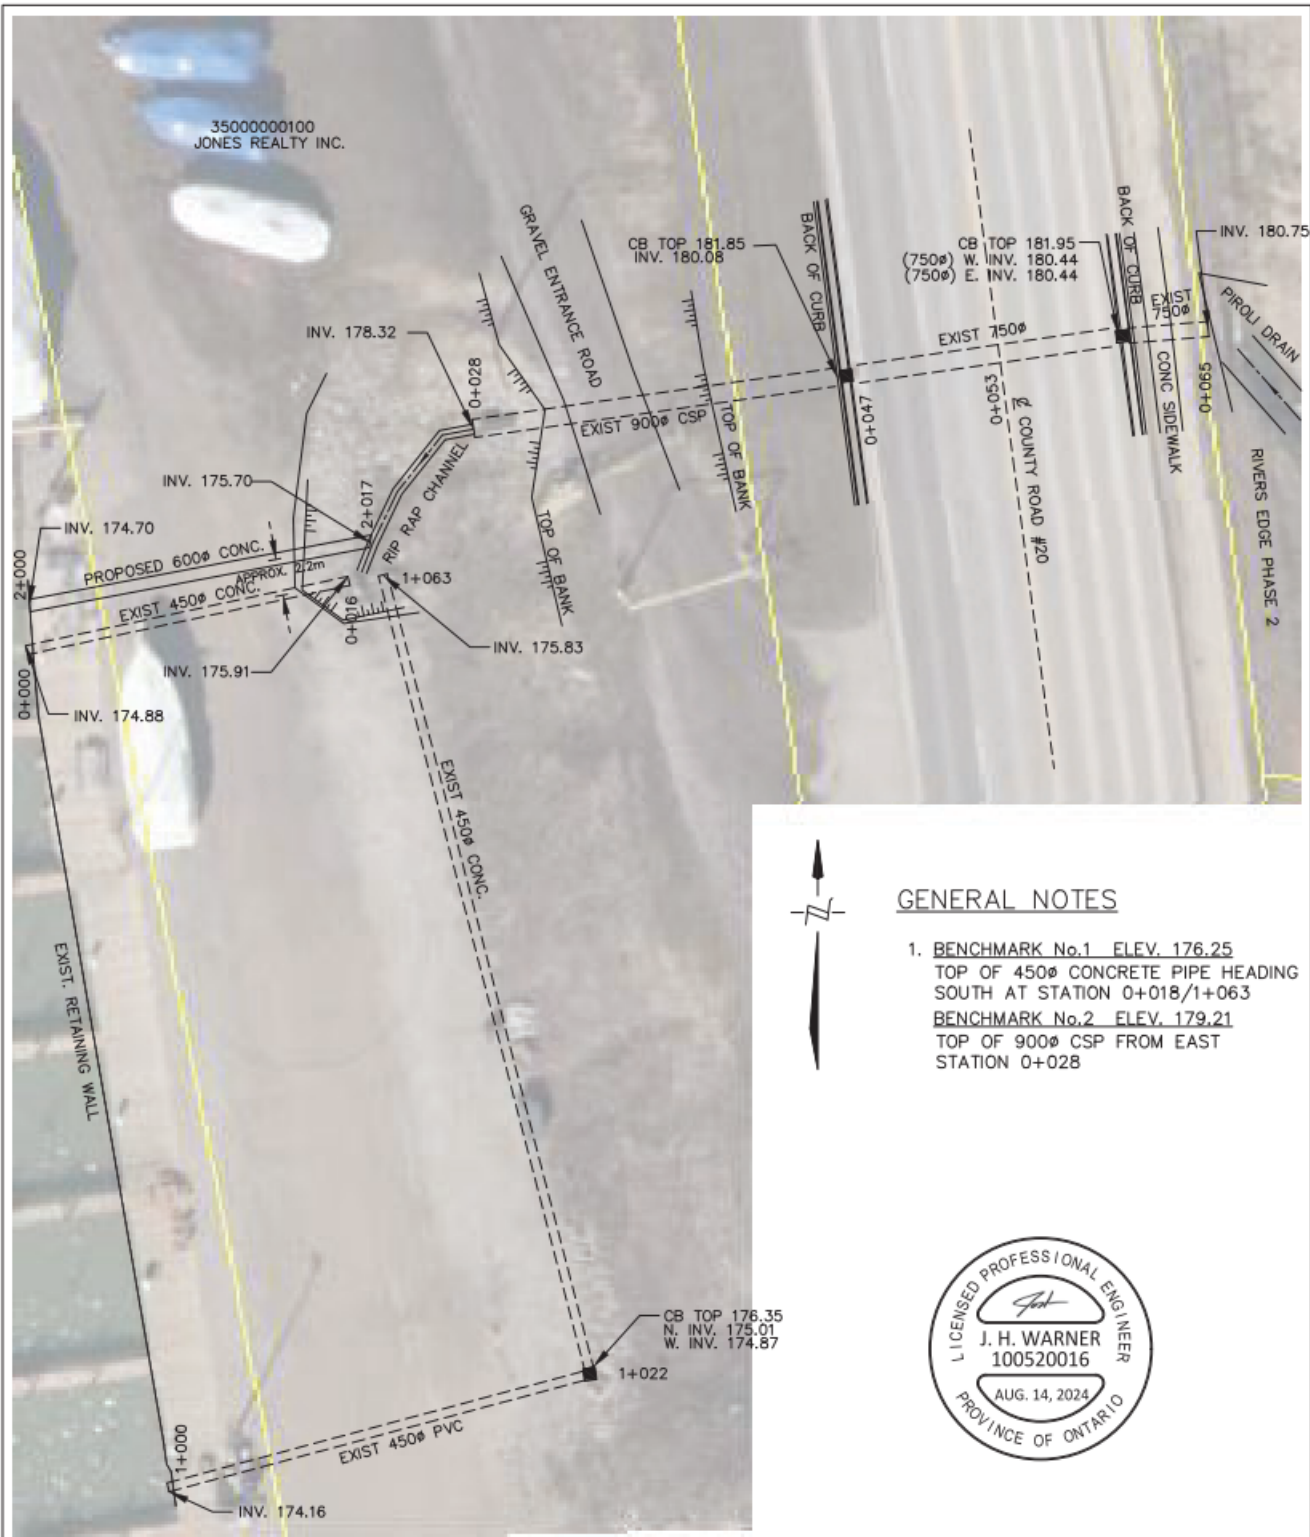 35000000100
JONES REALTY INC.
GRAVEL ENTRANCE ROAD
CB TOP 181.85
INV. 180.08
BACK OF CURB
CB TOP 181.95
(750ø) W. INV. 180.44
(750ø) E. INV. 180.44
BACK OF CURB
INV. 180.75
EXIST
750ø
PIROLI DRAIN
INV. 178.32
0+028
EXIST 900ø CSP
TOP OF BANK
EXIST 750ø
0+047
0+053
℄ COUNTY ROAD #20
CONC SIDEWALK
0+065
RIVERS EDGE PHASE 2
INV. 175.70
2+017
RIP RAP CHANNEL
TOP OF BANK
INV. 174.70
2+000
PROPOSED 600ø CONC.
APPROX. 2.2m
EXIST 450ø CONC.
0+016
1+063
INV. 175.83
INV. 175.91
0+000
INV. 174.88
EXIST 450ø CONC.
EXIST. RETAINING WALL
CB TOP 176.35
N. INV. 175.01
W. INV. 174.87
1+022
EXIST 450ø PVC
1+000
INV. 174.16
N
GENERAL NOTES
1. BENCHMARK No.1 ELEV. 176.25
TOP OF 450ø CONCRETE PIPE HEADING
SOUTH AT STATION 0+018/1+063
BENCHMARK No.2 ELEV. 179.21
TOP OF 900ø CSP FROM EAST
STATION 0+028
LICENSED PROFESSIONAL ENGINEER
J. H. WARNER
100520016
AUG. 14, 2024
PROVINCE OF ONTARIO